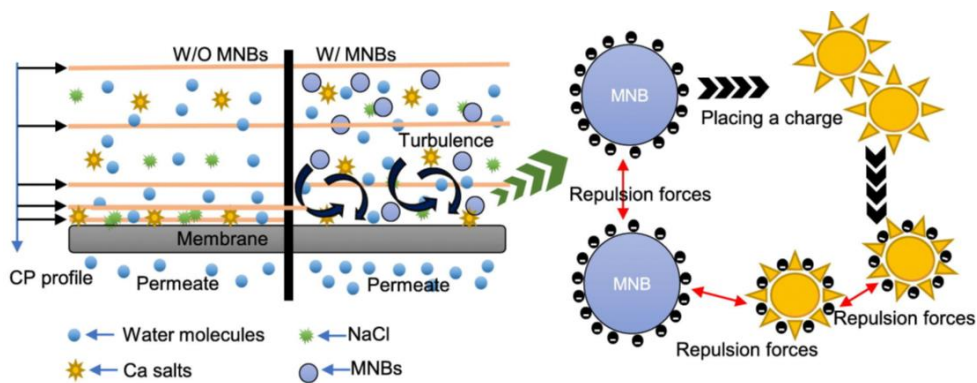 W/O MNBs
W/ MNBs
Turbulence
Membrane
CP profile
Permeate
Permeate
Water molecules
NaCl
Ca salts
MNBs
MNB
Placing a charge
Repulsion forces
MNB
Repulsion forces
Repulsion forces